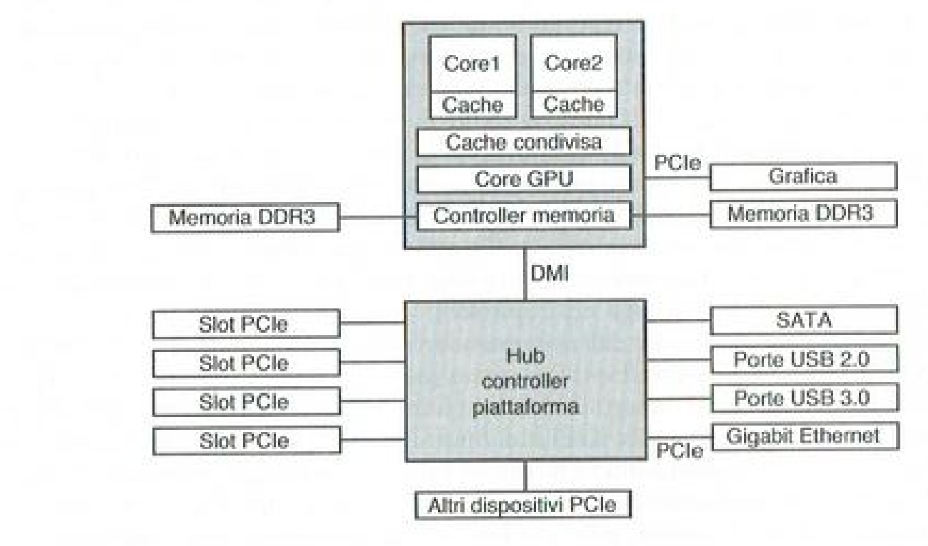 Core1
Core2
Cache
Cache
Cache condivisa
Core GPU
PCIe
Grafica
Memoria DDR3
Controller memoria
Memoria DDR3
DMI
Slot PCIe
SATA
Slot PCIe
Hub
controller
piattaforma
Porte USB 2.0
Slot PCIe
Porte USB 3.0
Slot PCIe
PCIe
Gigabit Ethernet
Altri dispositivi PCIe